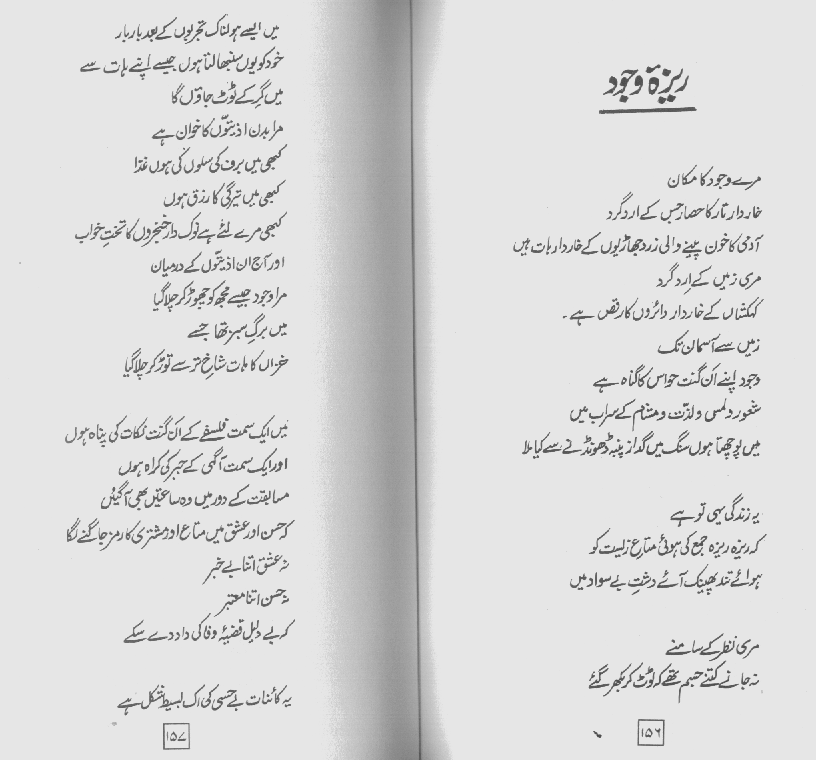 ریزۂ وجود
مرے وجود کا مکان
خاردار تار کا حصار جس کے ارد گرد
آدمی کا خون پینے والی زرد جھاڑیوں کے خاردار ہات ہیں
مری زمیں کے اِرد گرد
کہکشاں کے خاردار دائروں کا رقص ہے ۔
زمیں سے آسمان تک
وجود اپنے اَن گنت حواس کا گناہ ہے
شعور و لمس و لذت و مشام کے سراب میں
میں پوچھتا ہوں سنگ میں گداز پنبہ ڈھونڈنے سے کیا ملا
یہ زندگی یہی تو ہے
کہ ریزہ ریزہ جمع کی ہوئی متاعِ زیست کو
ہوائے تند پھینک آئے دشتِ بے سواد میں
مری نظر کے سامنے
نہ جانے کتنے جسم تھے کہ ٹوٹ کر بکھر گئے
۱۵۶
میں ایسے ہولناک تجربوں کے بعد بار بار
خود کو یوں سنبھالتا ہوں جیسے اپنے ہات سے
میں گر کے ٹوٹ جاؤں گا
مرا بدن اذیتوں کا خوان ہے
کبھی میں برف کی سلوں کی ہوں غذا
کبھی میں تیرگی کا رزق ہوں
کبھی مرے لئے ہے نوک دار خنجروں کا تختِ خواب
اور آج ان اذیتوں کے درمیان
مرا وجود جیسے مجھ کو چھوڑ کر چلا گیا
میں برگِ سبز تھا جسے
خزاں کا ہات شاخِ تر سے توڑ کر چلا گیا
میں ایک سمت فلسفے کے ان گنت نکات کی پناہ ہوں
اور ایک سمت آگہی کے جبر کی کراہ ہوں
مسابقت کے دور میں وہ ساعتیں بھی آ گئیں
کہ حسن اور عشق میں متاع اور مشتری کا رمز جاگنے لگا
نہ عشق اتنا بے خبر
نہ حسن اتنا معتبر
کہ بے دلیل قضیۂ وفا کی داد دے سکے
یہ کائنات بے حسی کی اک بسیط شکل ہے
۱۵۷